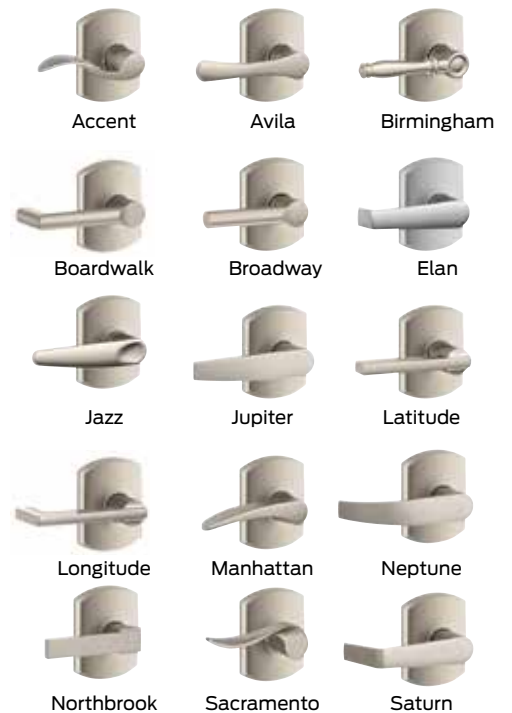 Accent Avila Birmingham
Boardwalk Broadway Elan
Jazz Jupiter Latitude
Longitude Manhattan Neptune
Northbrook Sacramento Saturn